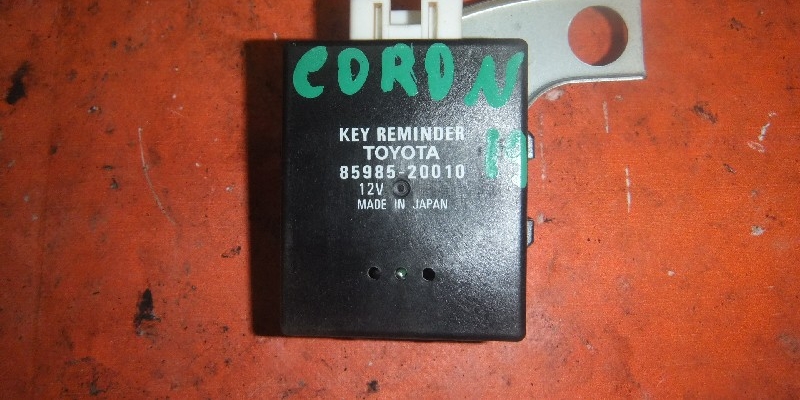 CORON
KEY REMINDER
TOYOTA
85985-20010
12V
MADE IN JAPAN